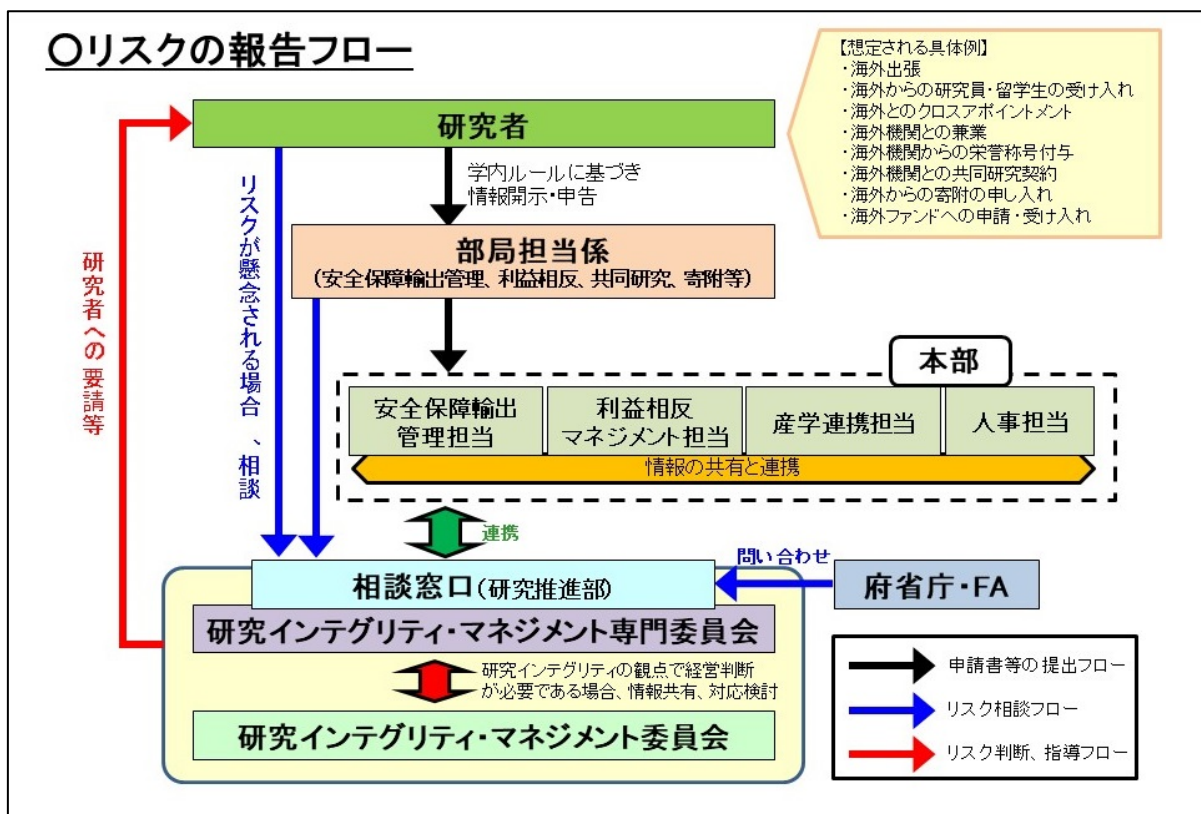 〇リスクの報告フロー
【想定される具体例】
・海外出張
・海外からの研究員・留学生の受け入れ
・海外とのクロスアポイントメント
・海外機関との兼業
・海外機関からの栄誉称号付与
・海外機関との共同研究契約
・海外からの寄附の申し入れ
・海外ファンドへの申請・受け入れ
研究者
学内ルールに基づき
情報開示・申告
リスクが懸念される場合、相談
研究者への要請等
部局担当係
(安全保障輸出管理、利益相反、共同研究、寄附等)
本部
安全保障輸出
管理担当
利益相反
マネジメント担当
産学連携担当
人事担当
情報の共有と連携
連携
問い合わせ
相談窓口(研究推進部)
府省庁・FA
研究インテグリティ・マネジメント専門委員会
研究インテグリティの観点で経営判断
が必要である場合、情報共有、対応検討
研究インテグリティ・マネジメント委員会
申請書等の提出フロー
リスク相談フロー
リスク判断、指導フロー